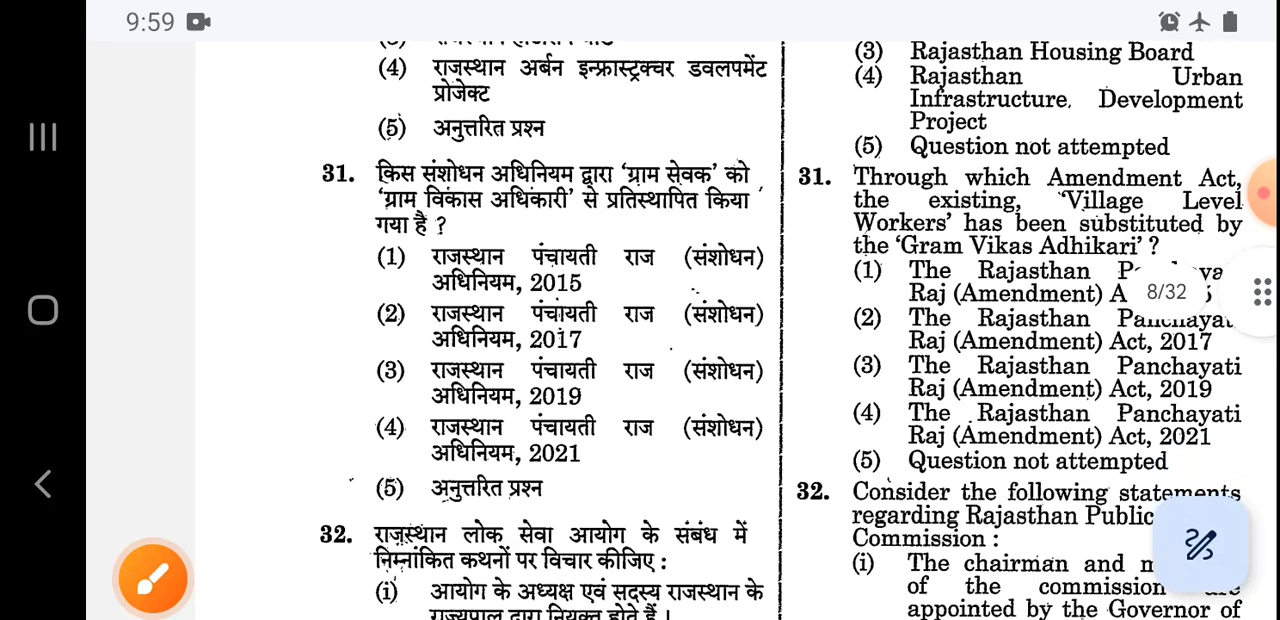 9:59
(4) राजस्थान अर्बन इन्फ्रास्ट्रक्चर डवलपमेंट
प्रोजेक्ट
(5) अनुत्तरित प्रश्न
31. किस संशोधन अधिनियम द्वारा ‘ग्राम सेवक’ को
‘ग्राम विकास अधिकारी’ से प्रतिस्थापित किया
गया है ?
(1) राजस्थान पंचायती राज (संशोधन)
अधिनियम, 2015
(2) राजस्थान पंचायती राज (संशोधन)
अधिनियम, 2017
(3) राजस्थान पंचायती राज (संशोधन)
अधिनियम, 2019
(4) राजस्थान पंचायती राज (संशोधन)
अधिनियम, 2021
(5) अनुत्तरित प्रश्न
32. राजस्थान लोक सेवा आयोग के संबंध में
निम्नांकित कथनों पर विचार कीजिए :
(i) आयोग के अध्यक्ष एवं सदस्य राजस्थान के
राज्यपाल द्वारा नियुक्त होते हैं ।
(3) Rajasthan Housing Board
(4) Rajasthan Urban
Infrastructure Development
Project
(5) Question not attempted
31. Through which Amendment Act,
the existing, ‘Village Level
Workers’ has been substituted by
the ‘Gram Vikas Adhikari’ ?
(1) The Rajasthan
Raj (Amendment)
8/32
(2) The Rajasthan Panchayati
Raj (Amendment) Act, 2017
(3) The Rajasthan Panchayati
Raj (Amendment) Act, 2019
(4) The Rajasthan Panchayati
Raj (Amendment) Act, 2021
(5) Question not attempted
32. Consider the following statements
regarding Rajasthan Public
Commission :
(i) The chairman and
of the commission are
appointed by the Governor of